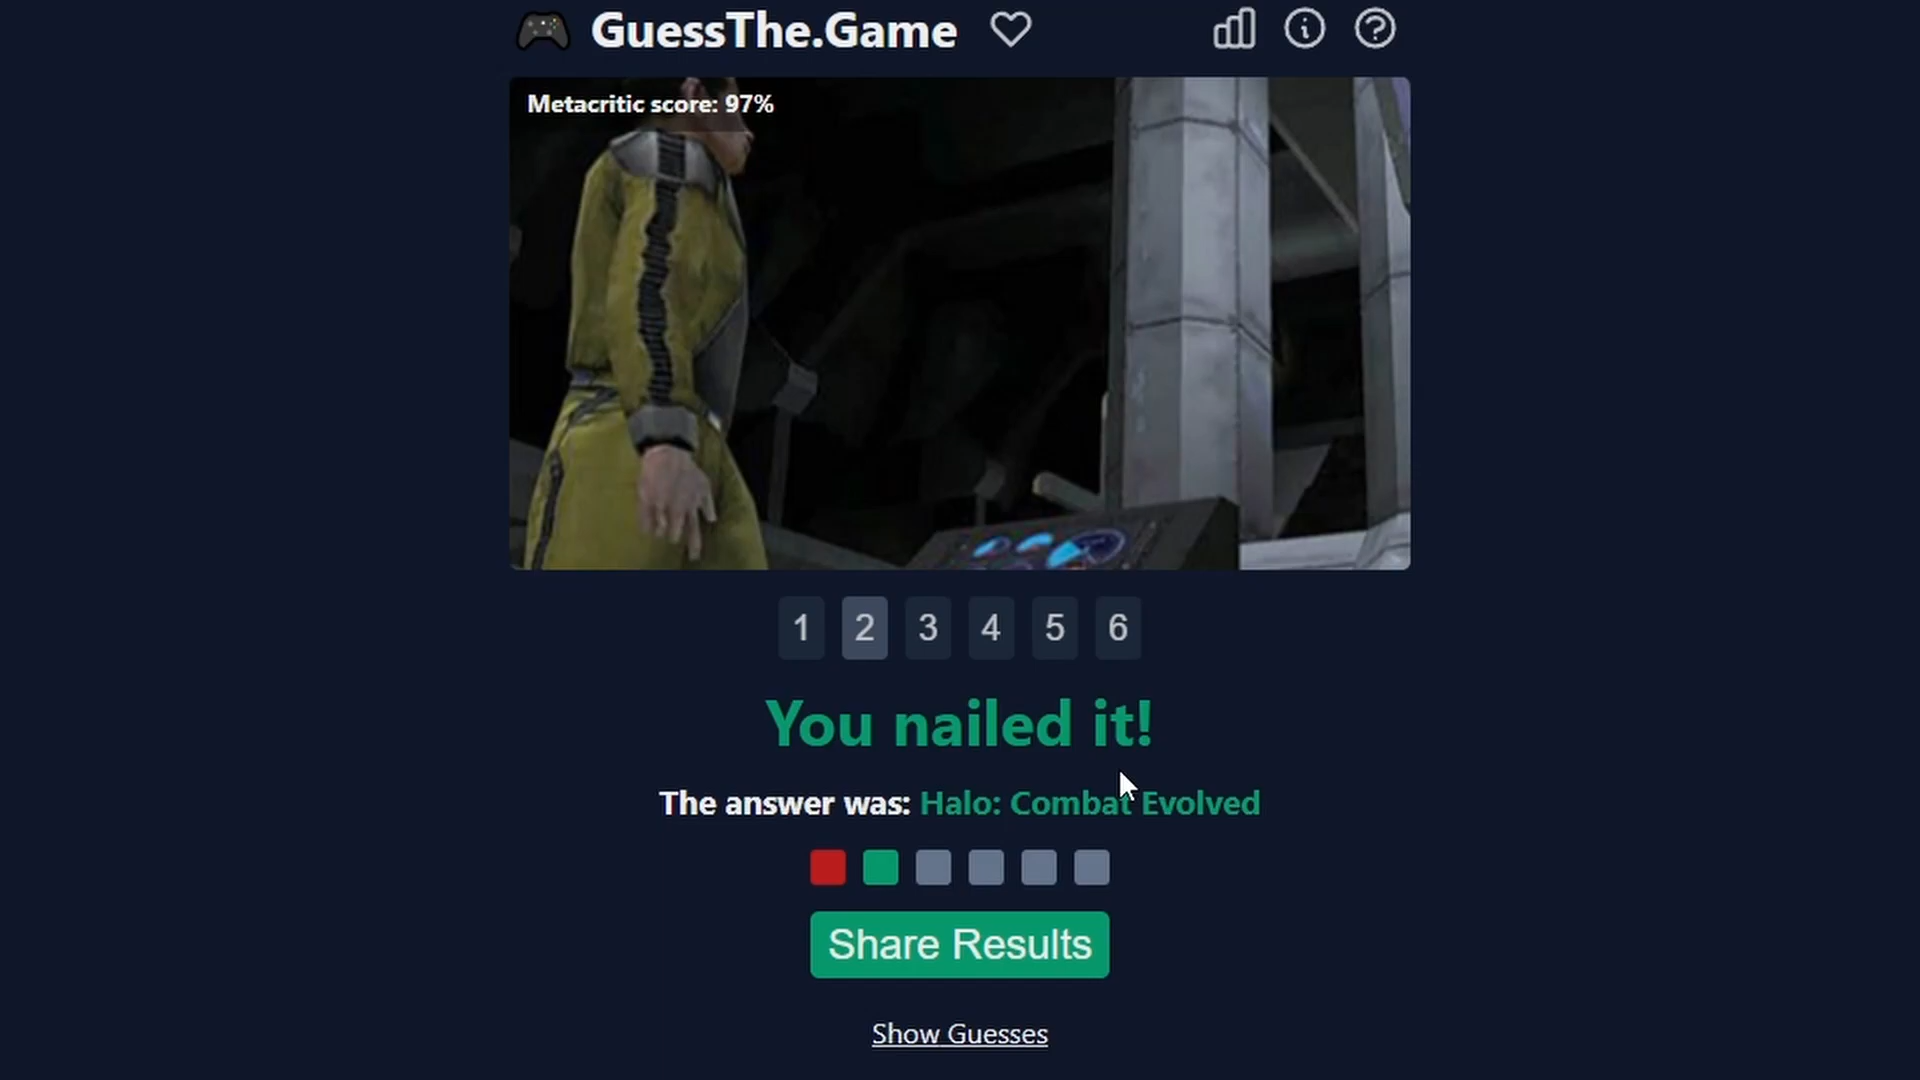 GuessThe.Game
Metacritic score: 97%
1 2 3 4 5 6
You nailed it!
The answer was: Halo: Combat Evolved
Share Results
Show Guesses